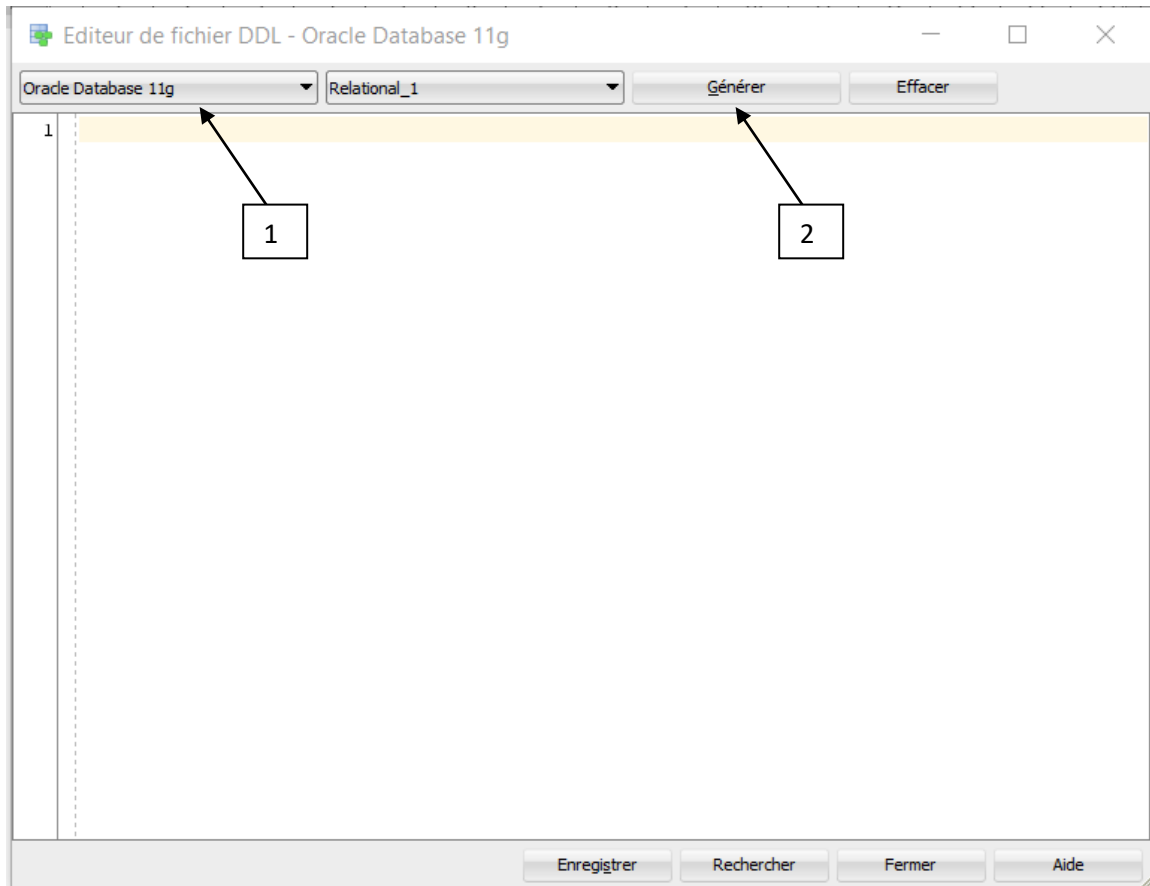 Editeur de fichier DDL - Oracle Database 11g
Oracle Database 11g Relational_1 Générer Effacer
1
1 2
Enregistrer Rechercher Fermer Aide